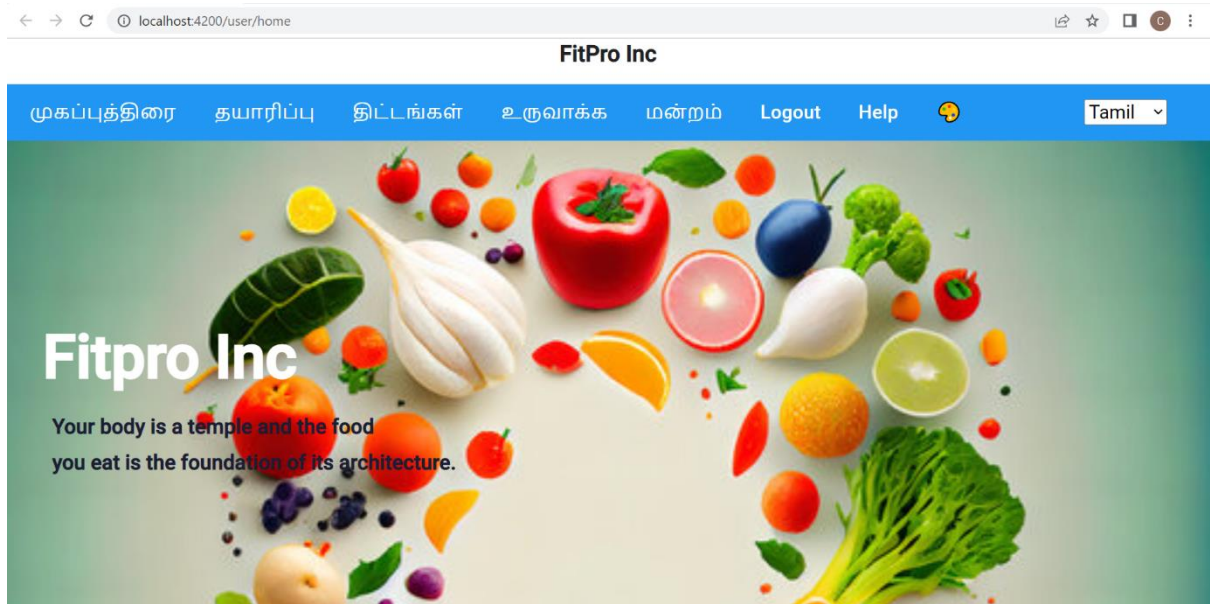 localhost:4200/user/home
C
FitPro Inc
முகப்புத்திரை தயாரிப்பு திட்டங்கள் உருவாக்க மன்றம் Logout Help Tamil
Fitpro Inc
Your body is a temple and the food
you eat is the foundation of its architecture.